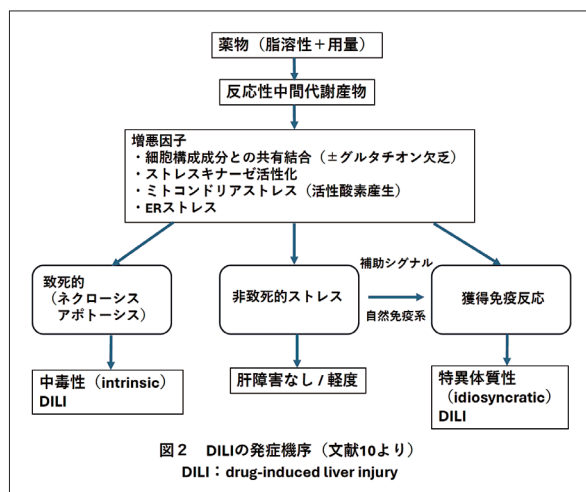 薬物（脂溶性＋用量）
反応性中間代謝産物
増悪因子
・細胞構成成分との共有結合（±グルタチオン欠乏）
・ストレスキナーゼ活性化
・ミトコンドリアストレス（活性酸素産生）
・ERストレス
致死的
（ネクローシス
アポトーシス）
非致死的ストレス
補助シグナル
自然免疫系
獲得免疫反応
中毒性（intrinsic）
DILI
肝障害なし / 軽度
特異体質性
（idiosyncratic）
DILI
図２　DILIの発症機序（文献10より）
DILI：drug-induced liver injury